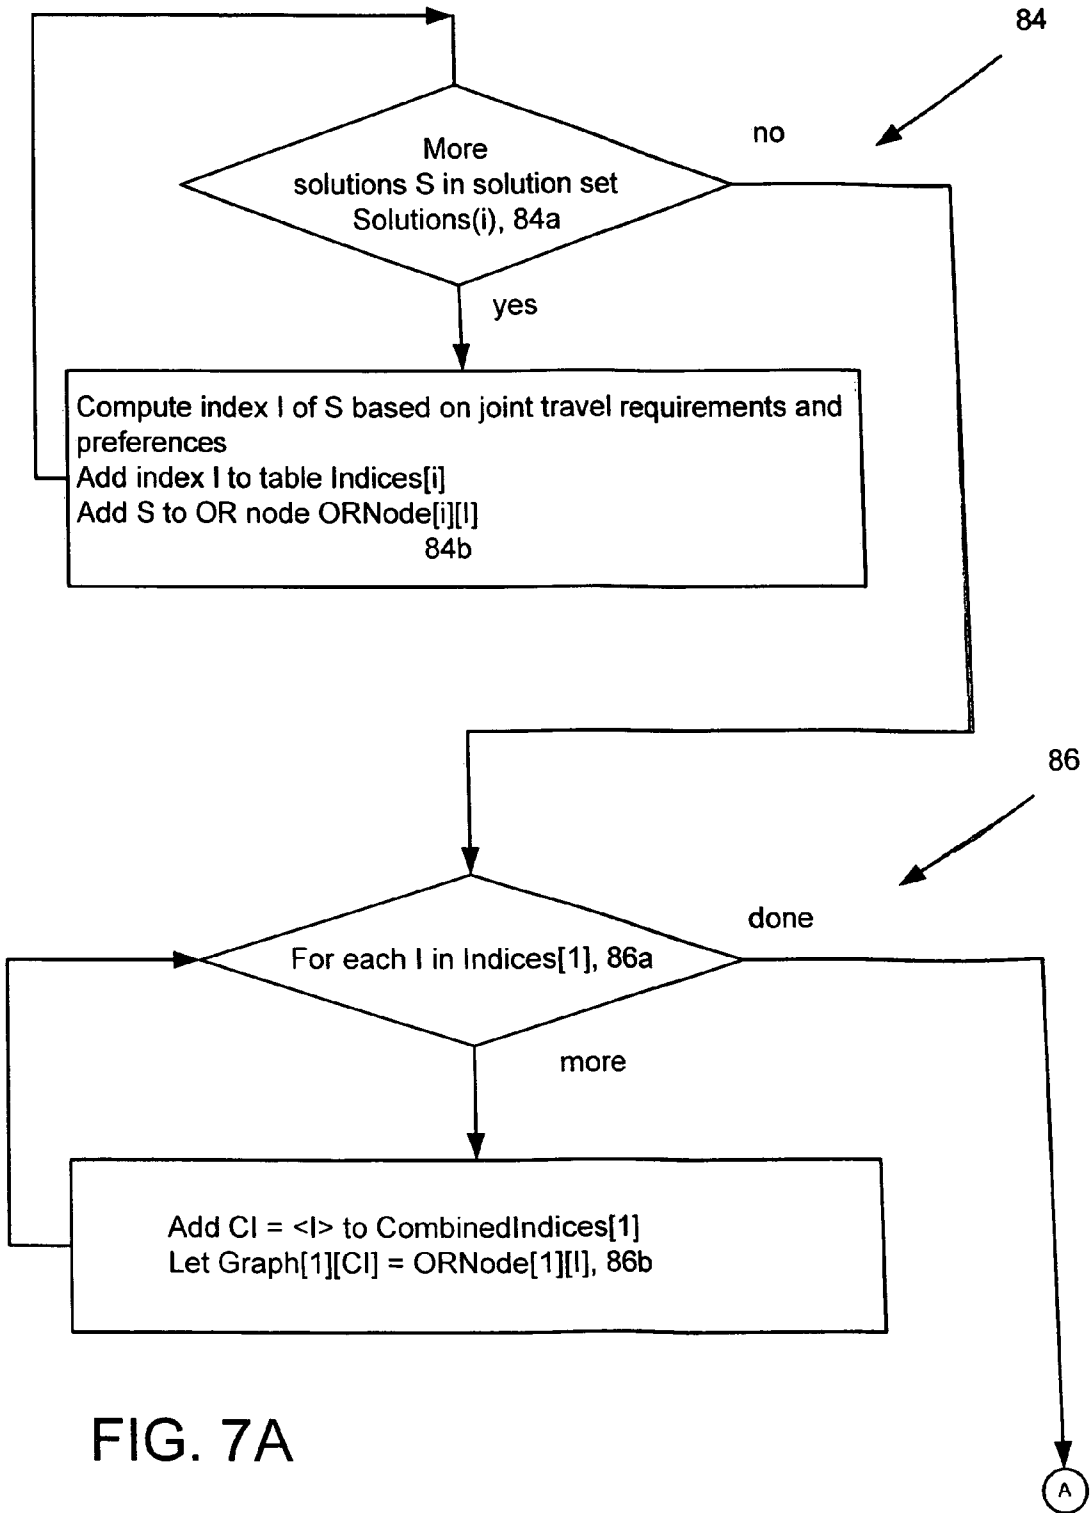 84
More
solutions S in solution set
Solutions(i), 84a
no
yes
Compute index I of S based on joint travel requirements and
preferences
Add index I to table Indices[i]
Add S to OR node ORNode[i][I]
84b
86
For each I in Indices[1], 86a
done
more
Add CI = <I> to CombinedIndices[1]
Let Graph[1][CI] = ORNode[1][I], 86b
FIG. 7A
A